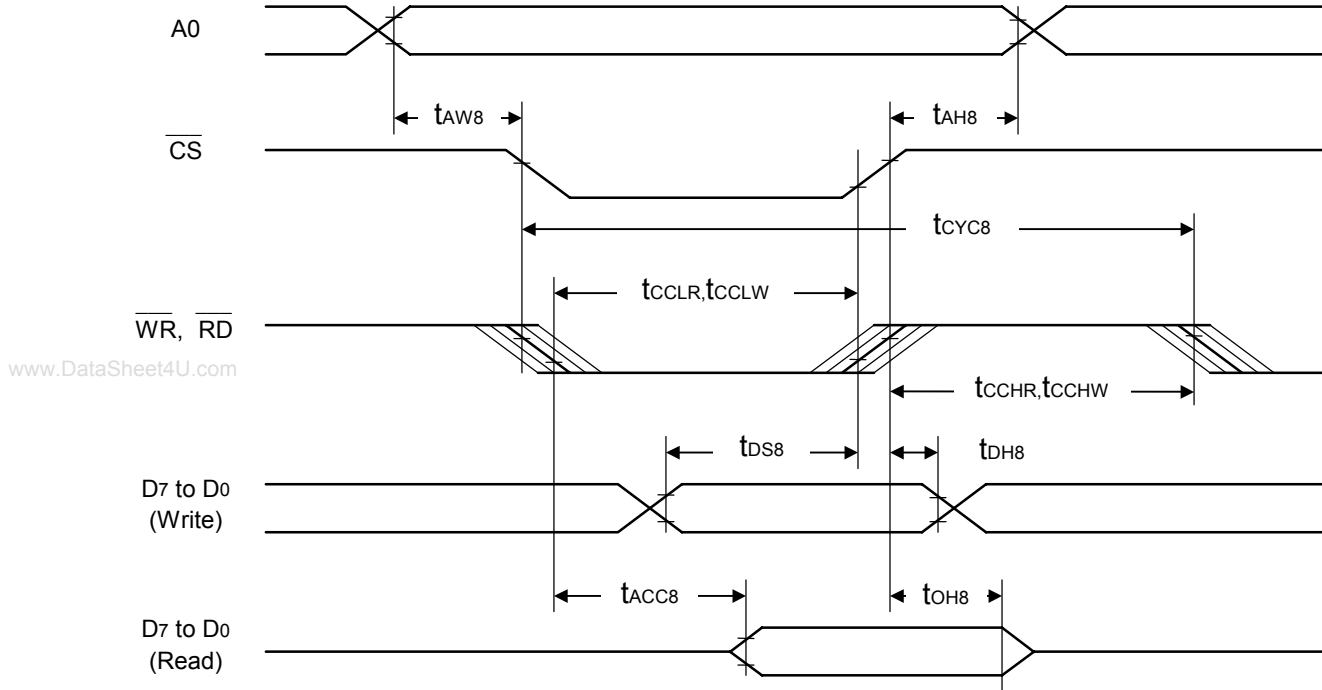 A0
tAW8
tAH8
CS
tCYC8
tCCLR,tCCLW
WR, RD
www.DataSheet4U.com
tCCHR,tCCHW
tDS8
tDH8
D7 to D0
(Write)
tACC8
tOH8
D7 to D0
(Read)